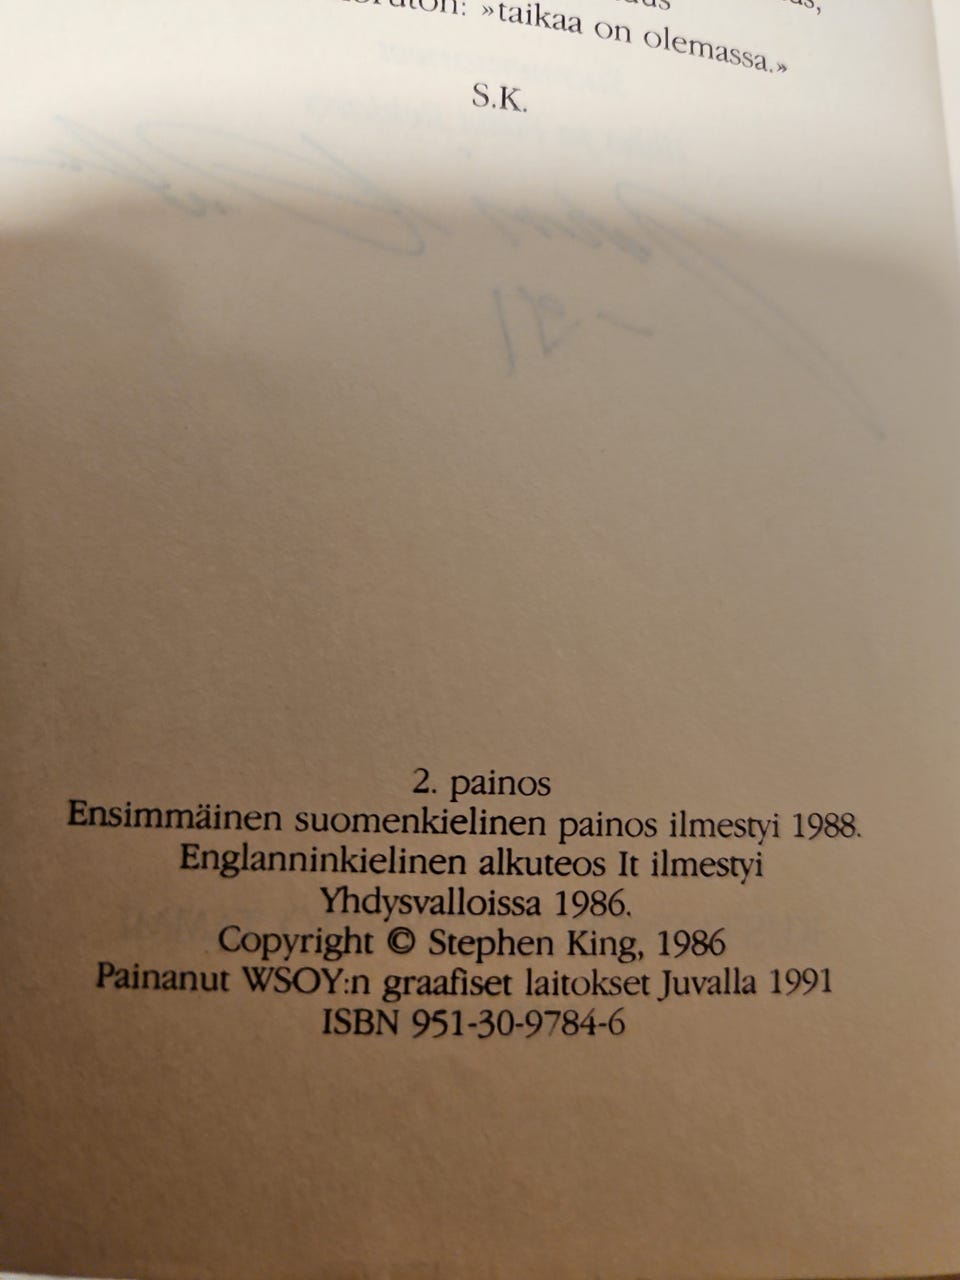 »taikaa on olemassa.»
S.K.
2. painos
Ensimmäinen suomenkielinen painos ilmestyi 1988.
Englanninkielinen alkuteos It ilmestyi
Yhdysvalloissa 1986.
Copyright © Stephen King, 1986
Painanut WSOY:n graafiset laitokset Juvalla 1991
ISBN 951-30-9784-6